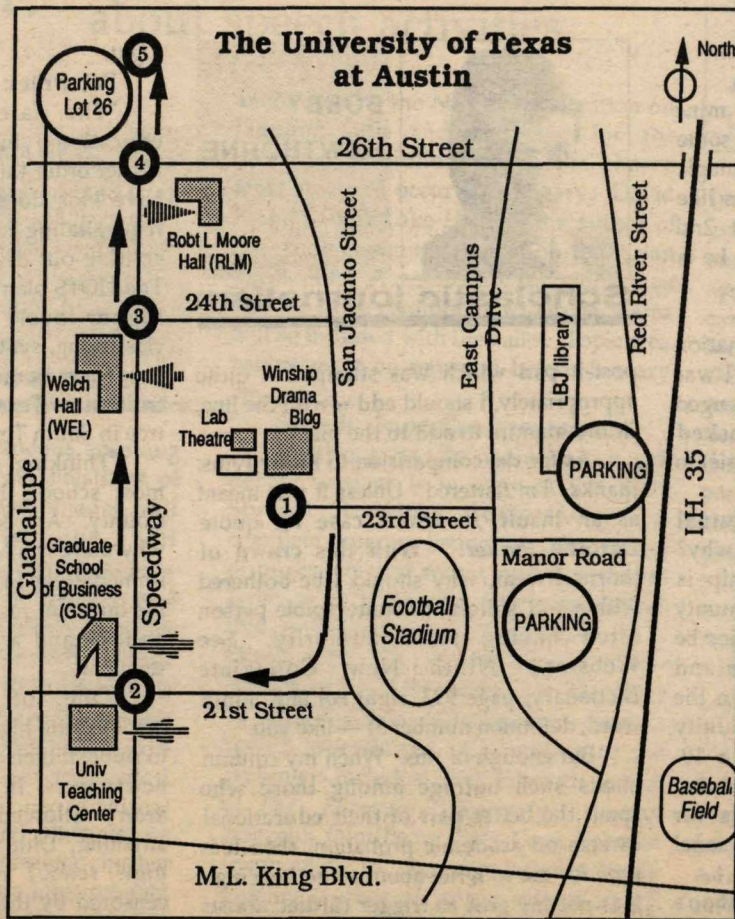 The University of Texas
at Austin
North
5
Parking
Lot 26
4
26th Street
Robt L Moore
Hall (RLM)
San Jacinto Street
East Campus
Drive
Red River Street
24th Street
3
LBJ library
Welch
Hall
(WEL)
Winship
Drama
Bldg
Lab
Theatre
PARKING
I.H. 35
1
23rd Street
Guadalupe
Speedway
Graduate
School
of Business
(GSB)
Manor Road
Football
Stadium
PARKING
2
21st Street
Univ
Teaching
Center
Baseball
Field
M.L. King Blvd.